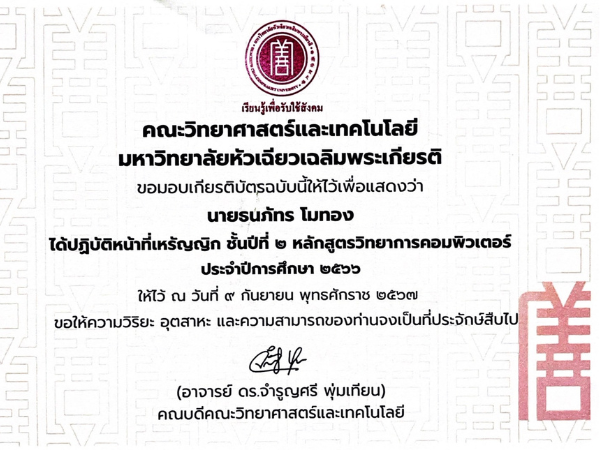 เรียนรู้เพื่อรับใช้สังคม
คณะวิทยาศาสตร์และเทคโนโลยี
มหาวิทยาลัยหัวเฉียวเฉลิมพระเกียรติ
ขอมอบเกียรติบัตรฉบับนี้ให้ไว้เพื่อแสดงว่า
นายธนภัทร โมทอง
ได้ปฏิบัติหน้าที่เหรัญญิก ชั้นปีที่ ๒ หลักสูตรวิทยาการคอมพิวเตอร์
ประจำปีการศึกษา ๒๕๖๖
ให้ไว้ ณ วันที่ ๙ กันยายน พุทธศักราช ๒๕๖๗
ขอให้ความวิริยะ อุตสาหะ และความสามารถของท่านจงเป็นที่ประจักษ์สืบไป
(อาจารย์ ดร.จำรูญศรี พุ่มเทียน)
คณบดีคณะวิทยาศาสตร์และเทคโนโลยี